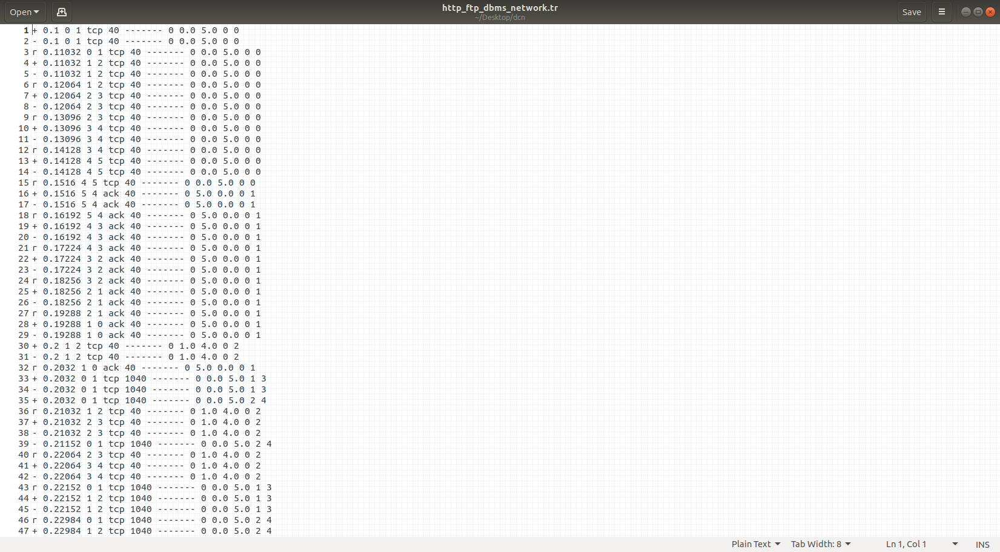 Open
http_ftp_dbms_network.tr
~/Desktop/dcn
Save
1 + 0.1 0 1 tcp 40 ------- 0 0.0 5.0 0 0
2 - 0.1 0 1 tcp 40 ------- 0 0.0 5.0 0 0
3 r 0.11032 0 1 tcp 40 ------- 0 0.0 5.0 0 0
4 + 0.11032 1 2 tcp 40 ------- 0 0.0 5.0 0 0
5 - 0.11032 1 2 tcp 40 ------- 0 0.0 5.0 0 0
6 r 0.12064 1 2 tcp 40 ------- 0 0.0 5.0 0 0
7 + 0.12064 2 3 tcp 40 ------- 0 0.0 5.0 0 0
8 - 0.12064 2 3 tcp 40 ------- 0 0.0 5.0 0 0
9 r 0.13096 2 3 tcp 40 ------- 0 0.0 5.0 0 0
10 + 0.13096 3 4 tcp 40 ------- 0 0.0 5.0 0 0
11 - 0.13096 3 4 tcp 40 ------- 0 0.0 5.0 0 0
12 r 0.14128 3 4 tcp 40 ------- 0 0.0 5.0 0 0
13 + 0.14128 4 5 tcp 40 ------- 0 0.0 5.0 0 0
14 - 0.14128 4 5 tcp 40 ------- 0 0.0 5.0 0 0
15 r 0.1516 4 5 tcp 40 ------- 0 0.0 5.0 0 0
16 + 0.1516 5 4 ack 40 ------- 0 5.0 0.0 0 1
17 - 0.1516 5 4 ack 40 ------- 0 5.0 0.0 0 1
18 r 0.16192 5 4 ack 40 ------- 0 5.0 0.0 0 1
19 + 0.16192 4 3 ack 40 ------- 0 5.0 0.0 0 1
20 - 0.16192 4 3 ack 40 ------- 0 5.0 0.0 0 1
21 r 0.17224 4 3 ack 40 ------- 0 5.0 0.0 0 1
22 + 0.17224 3 2 ack 40 ------- 0 5.0 0.0 0 1
23 - 0.17224 3 2 ack 40 ------- 0 5.0 0.0 0 1
24 r 0.18256 3 2 ack 40 ------- 0 5.0 0.0 0 1
25 + 0.18256 2 1 ack 40 ------- 0 5.0 0.0 0 1
26 - 0.18256 2 1 ack 40 ------- 0 5.0 0.0 0 1
27 r 0.19288 2 1 ack 40 ------- 0 5.0 0.0 0 1
28 + 0.19288 1 0 ack 40 ------- 0 5.0 0.0 0 1
29 - 0.19288 1 0 ack 40 ------- 0 5.0 0.0 0 1
30 + 0.2 1 2 tcp 40 ------- 0 1.0 4.0 0 2
31 - 0.2 1 2 tcp 40 ------- 0 1.0 4.0 0 2
32 r 0.2032 1 0 ack 40 ------- 0 5.0 0.0 0 1
33 + 0.2032 0 1 tcp 1040 ------- 0 0.0 5.0 1 3
34 - 0.2032 0 1 tcp 1040 ------- 0 0.0 5.0 1 3
35 + 0.2032 0 1 tcp 1040 ------- 0 0.0 5.0 2 4
36 r 0.21032 1 2 tcp 40 ------- 0 1.0 4.0 0 2
37 + 0.21032 2 3 tcp 40 ------- 0 1.0 4.0 0 2
38 - 0.21032 2 3 tcp 40 ------- 0 1.0 4.0 0 2
39 - 0.21152 0 1 tcp 1040 ------- 0 0.0 5.0 2 4
40 r 0.22064 2 3 tcp 40 ------- 0 1.0 4.0 0 2
41 + 0.22064 3 4 tcp 40 ------- 0 1.0 4.0 0 2
42 - 0.22064 3 4 tcp 40 ------- 0 1.0 4.0 0 2
43 r 0.22152 0 1 tcp 1040 ------- 0 0.0 5.0 1 3
44 + 0.22152 1 2 tcp 1040 ------- 0 0.0 5.0 1 3
45 - 0.22152 1 2 tcp 1040 ------- 0 0.0 5.0 1 3
46 r 0.22984 0 1 tcp 1040 ------- 0 0.0 5.0 2 4
47 + 0.22984 1 2 tcp 1040 ------- 0 0.0 5.0 2 4
Plain Text Tab Width: 8 Ln 1, Col 1 INS